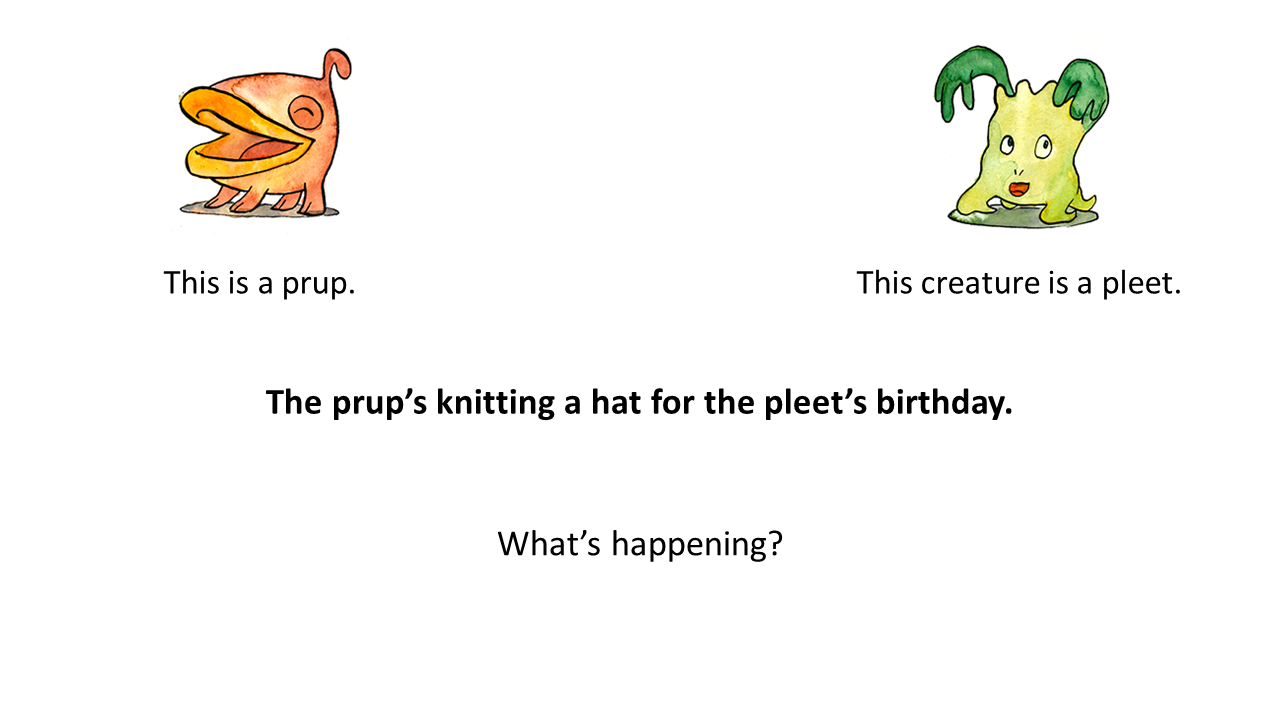 This is a prup.
This creature is a pleet.
The prup’s knitting a hat for the pleet’s birthday.
What’s happening?